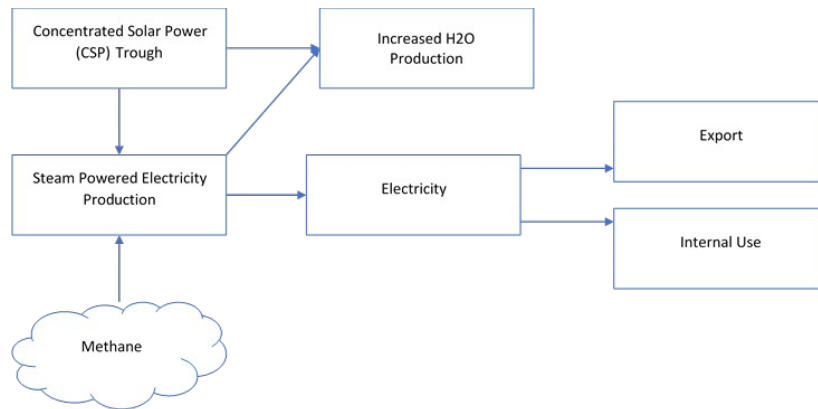 Concentrated Solar Power
(CSP) Trough
Increased H2O
Production
Export
Steam Powered Electricity
Production
Electricity
Internal Use
Methane